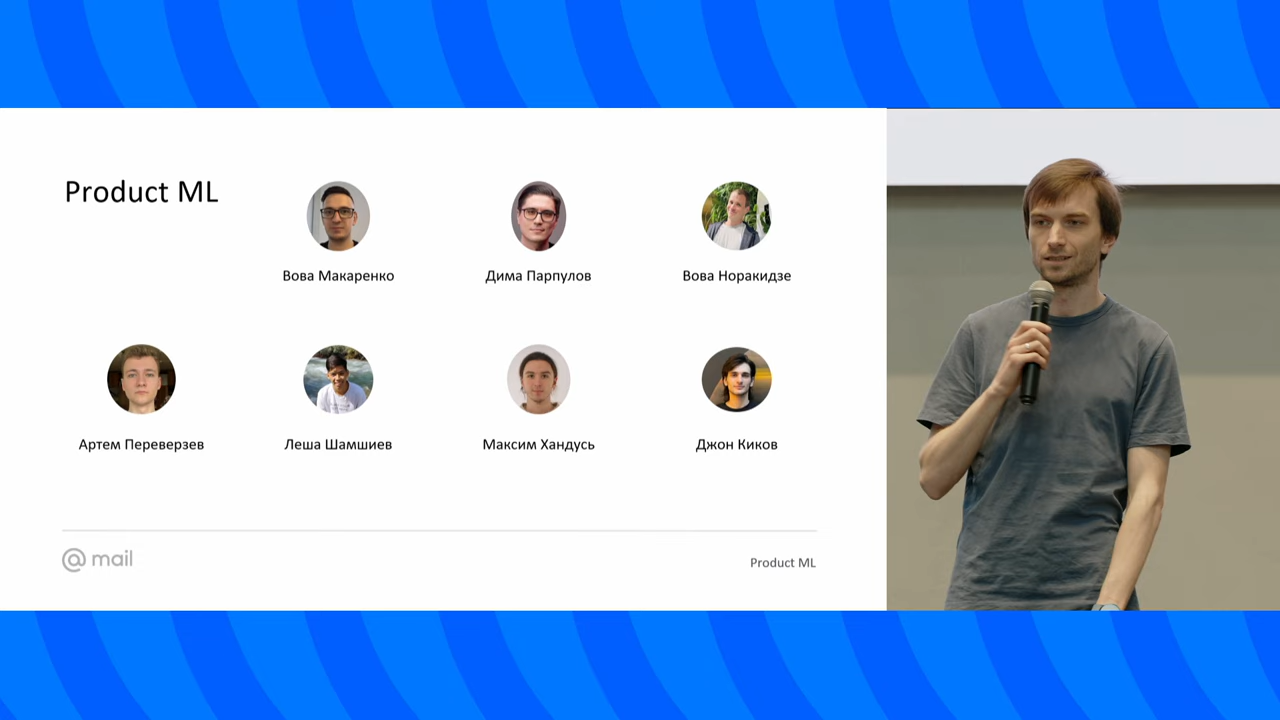 Product ML
Вова Макаренко
Дима Парпулов
Вова Норакидзе
Артем Переверзев
Леша Шамшиев
Максим Хандусь
Джон Киков
@ mail
Product ML